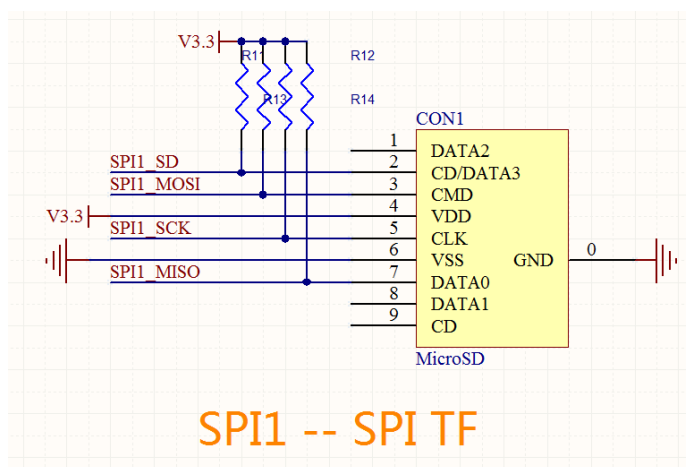 V3.3
R11
R12
R13
R14
CON1
1 DATA2
SPI1_SD 2 CD/DATA3
SPI1_MOSI 3 CMD
V3.3 4 VDD
SPI1_SCK 5 CLK
6 VSS GND 0
SPI1_MISO 7 DATA0
8 DATA1
9 CD
MicroSD
SPI1 -- SPI TF